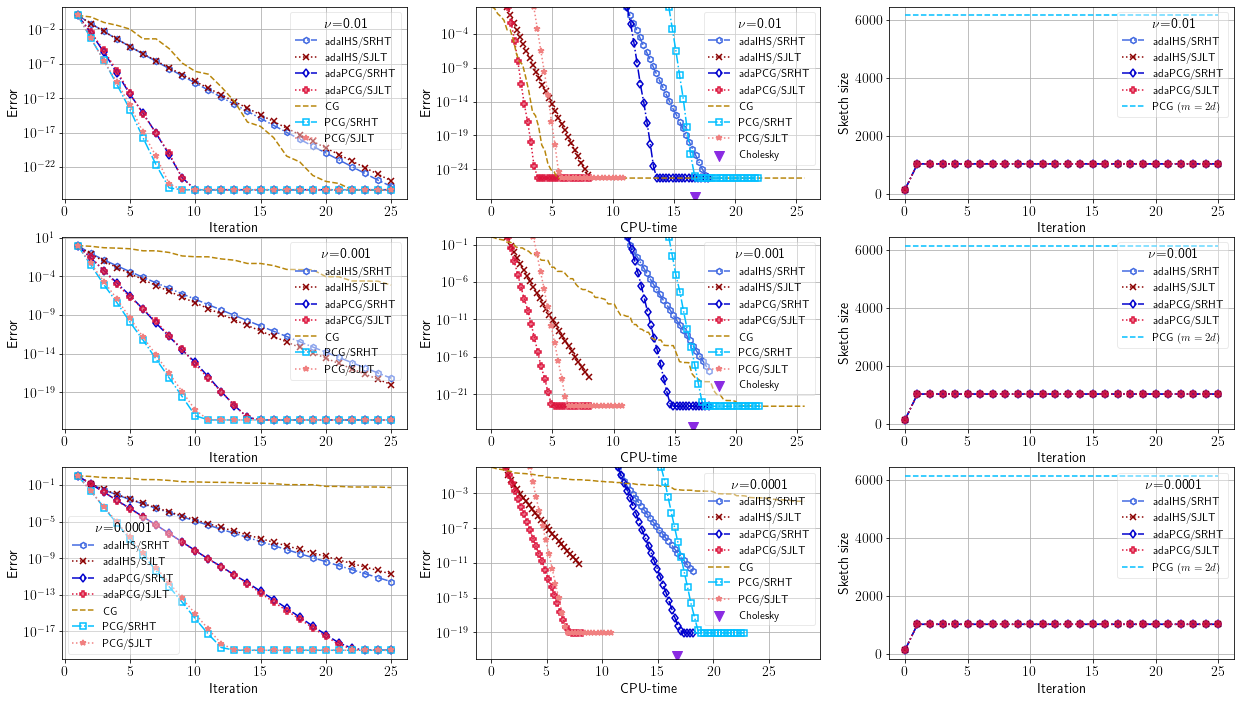 Error
10⁻²
10⁻⁷
10⁻¹²
10⁻¹⁷
10⁻²²
ν=0.01
adaIHS/SRHT
adaIHS/SJLT
adaPCG/SRHT
adaPCG/SJLT
CG
PCG/SRHT
PCG/SJLT
0 5 10 15 20 25
Iteration
Error
10⁻⁴
10⁻⁹
10⁻¹⁴
10⁻¹⁹
10⁻²⁴
ν=0.01
adaIHS/SRHT
adaIHS/SJLT
adaPCG/SRHT
adaPCG/SJLT
CG
PCG/SRHT
PCG/SJLT
Cholesky
0 5 10 15 20 25
CPU-time
Sketch size
6000
4000
2000
0
ν=0.01
adaIHS/SRHT
adaIHS/SJLT
adaPCG/SRHT
adaPCG/SJLT
PCG (m = 2d)
0 5 10 15 20 25
Iteration
Error
10¹
10⁻⁴
10⁻⁹
10⁻¹⁴
10⁻¹⁹
ν=0.001
adaIHS/SRHT
adaIHS/SJLT
adaPCG/SRHT
adaPCG/SJLT
CG
PCG/SRHT
PCG/SJLT
0 5 10 15 20 25
Iteration
Error
10⁻¹
10⁻⁶
10⁻¹¹
10⁻¹⁶
10⁻²¹
ν=0.001
adaIHS/SRHT
adaIHS/SJLT
adaPCG/SRHT
adaPCG/SJLT
CG
PCG/SRHT
PCG/SJLT
Cholesky
0 5 10 15 20 25
CPU-time
Sketch size
6000
4000
2000
0
ν=0.001
adaIHS/SRHT
adaIHS/SJLT
adaPCG/SRHT
adaPCG/SJLT
PCG (m = 2d)
0 5 10 15 20 25
Iteration
Error
10⁻¹
10⁻⁵
10⁻⁹
10⁻¹³
10⁻¹⁷
ν=0.0001
adaIHS/SRHT
adaIHS/SJLT
adaPCG/SRHT
adaPCG/SJLT
CG
PCG/SRHT
PCG/SJLT
0 5 10 15 20 25
Iteration
Error
10⁻³
10⁻⁷
10⁻¹¹
10⁻¹⁵
10⁻¹⁹
ν=0.0001
adaIHS/SRHT
adaIHS/SJLT
adaPCG/SRHT
adaPCG/SJLT
CG
PCG/SRHT
PCG/SJLT
Cholesky
0 5 10 15 20 25
CPU-time
Sketch size
6000
4000
2000
0
ν=0.0001
adaIHS/SRHT
adaIHS/SJLT
adaPCG/SRHT
adaPCG/SJLT
PCG (m = 2d)
0 5 10 15 20 25
Iteration